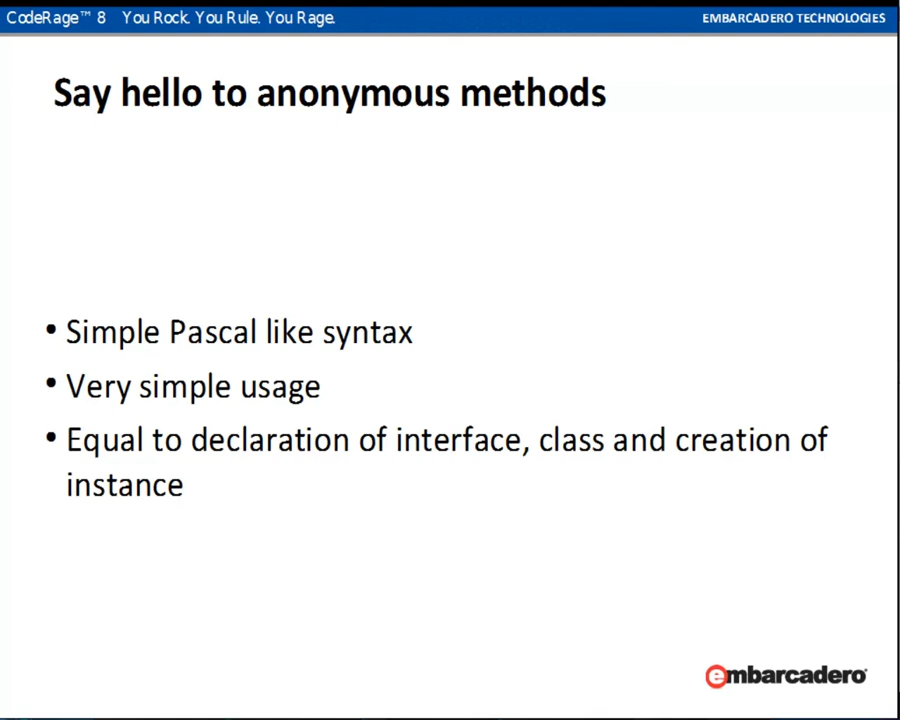 CodeRage™ 8 You Rock. You Rule. You Rage. EMBARCADERO TECHNOLOGIES
Say hello to anonymous methods
• Simple Pascal like syntax
• Very simple usage
• Equal to declaration of interface, class and creation of
instance
embarcadero